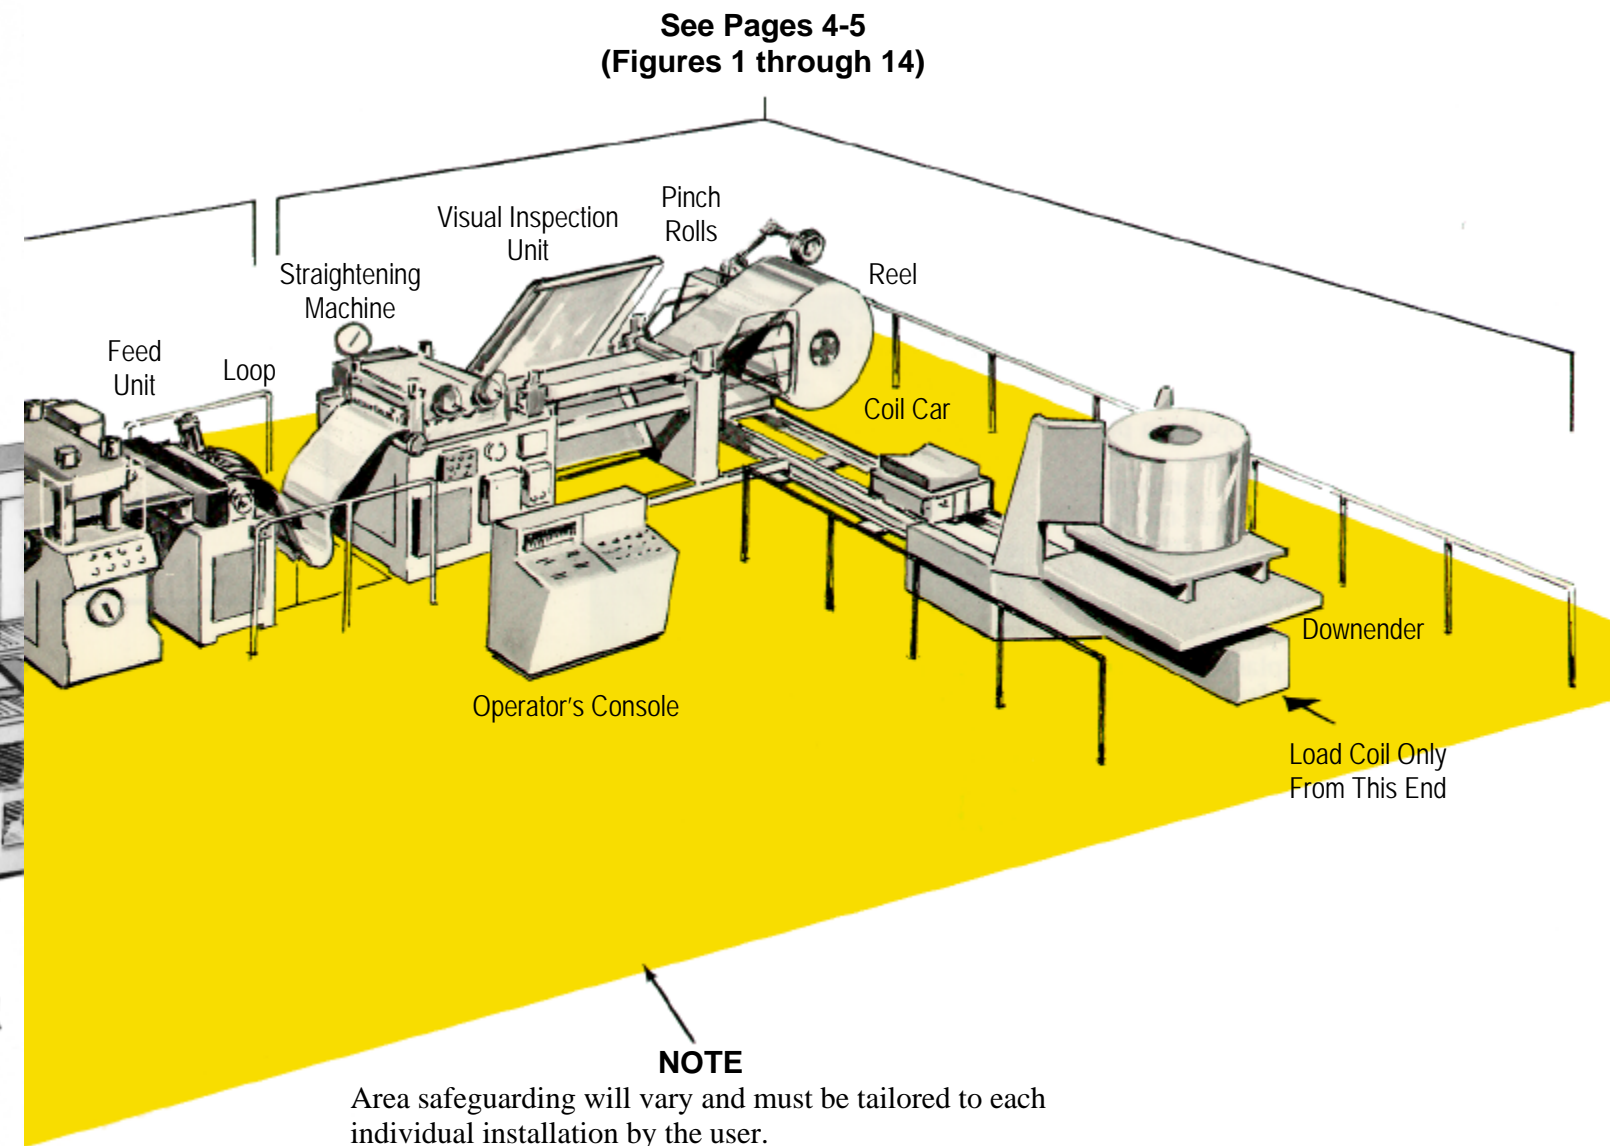 See Pages 4-5
(Figures 1 through 14)
Pinch
Rolls
Visual Inspection
Unit
Reel
Straightening
Machine
Feed
Unit
Loop
Coil Car
Downender
Operator's Console
Load Coil Only
From This End
NOTE
Area safeguarding will vary and must be tailored to each
individual installation by the user.